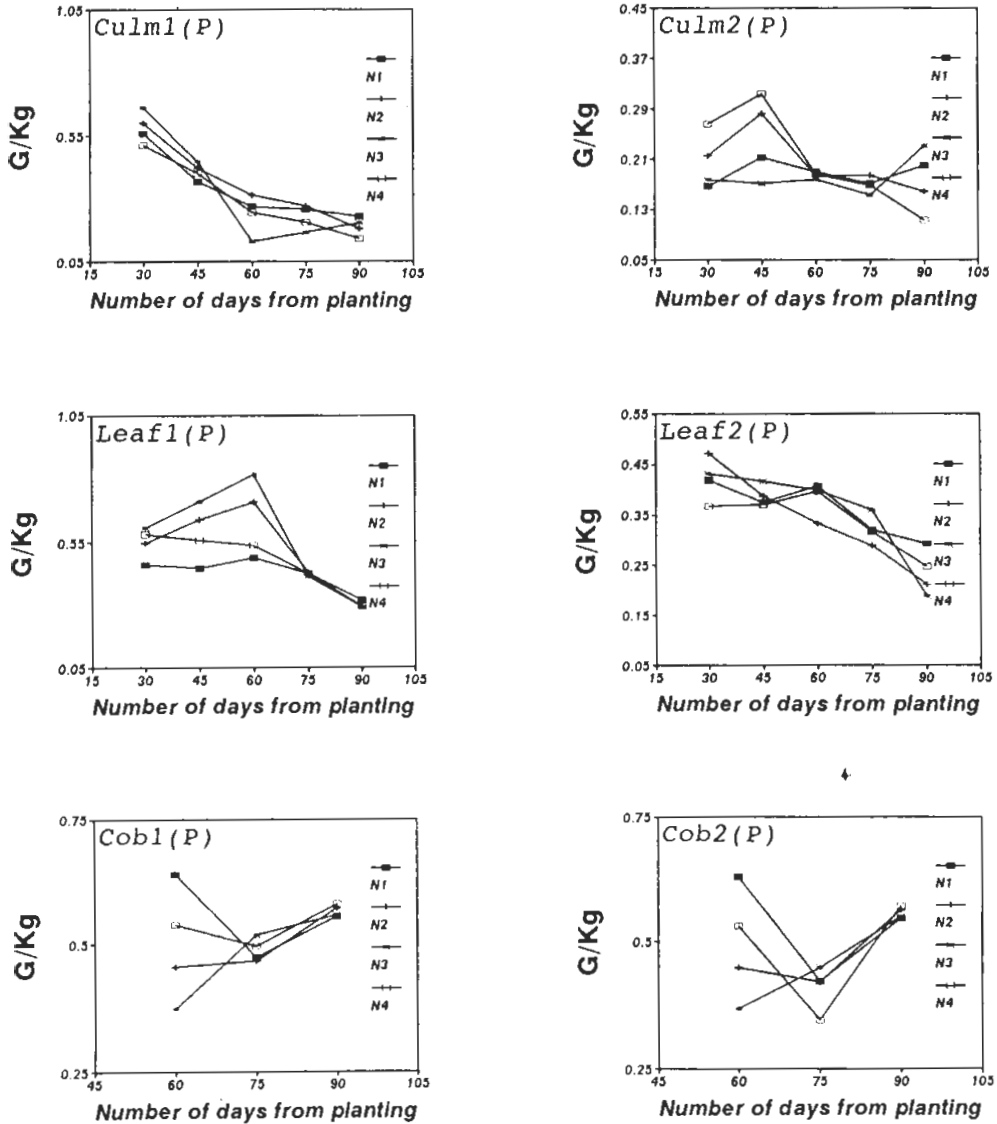 Culm1(P)
1.05
0.55
0.05
G/Kg
N1
N2
N3
N4
15 30 45 60 75 90 105
Number of days from planting
Culm2(P)
0.45
0.37
0.29
0.21
0.13
0.05
G/Kg
N1
N2
N3
N4
15 30 45 60 75 90 105
Number of days from planting
Leaf1(P)
1.05
0.55
0.05
G/Kg
N1
N2
N3
N4
15 30 45 60 75 90 105
Number of days from planting
Leaf2(P)
0.55
0.45
0.35
0.25
0.15
0.05
G/Kg
N1
N2
N3
N4
15 30 45 60 75 90 105
Number of days from planting
Cob1(P)
0.75
0.5
0.25
G/Kg
N1
N2
N3
N4
45 60 75 90 105
Number of days from planting
Cob2(P)
0.75
0.5
0.25
G/Kg
N1
N2
N3
N4
45 60 75 90 105
Number of days from planting